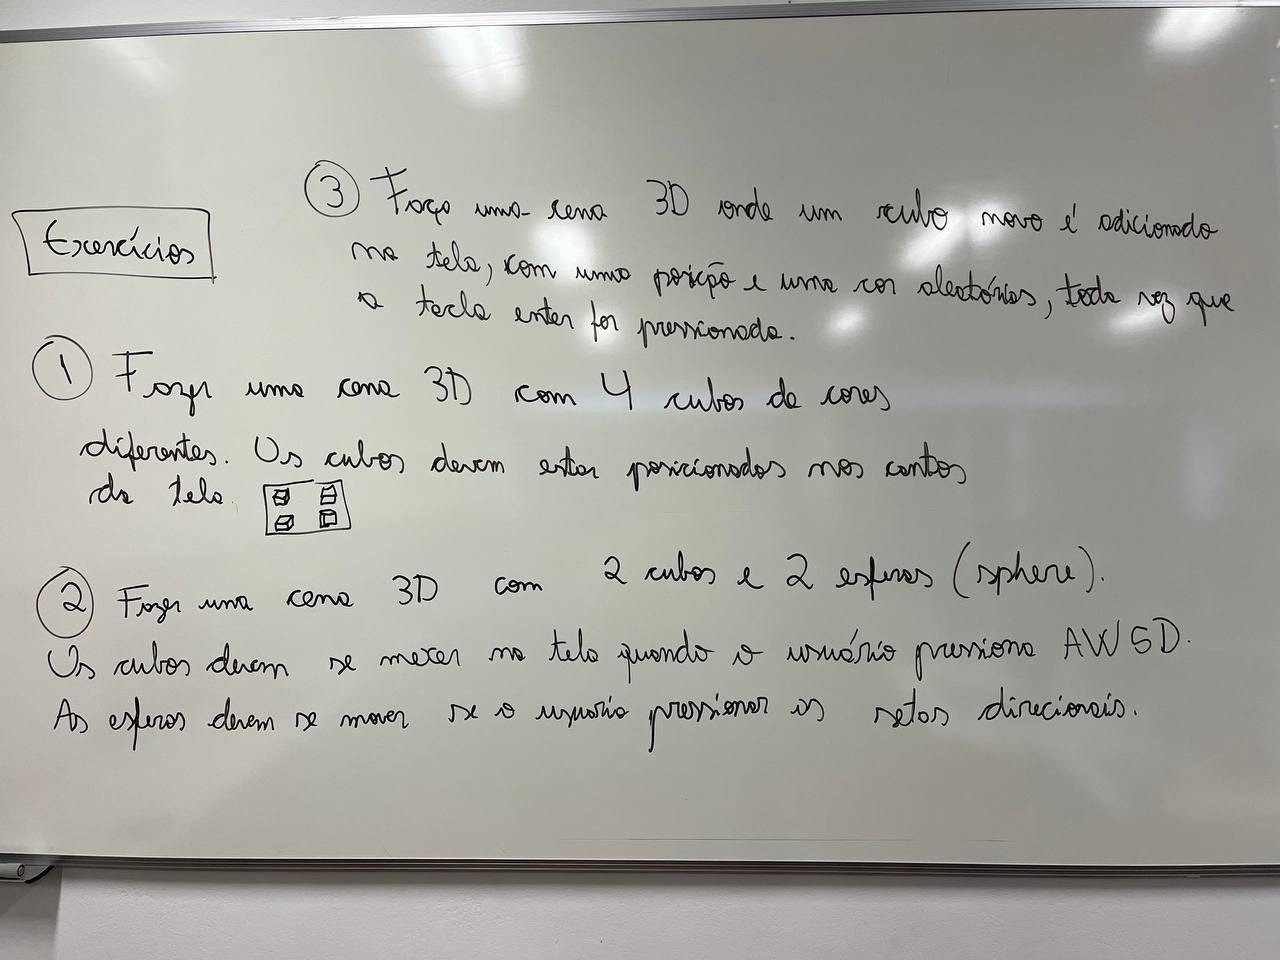 Exercícios
① Fazer uma cena 3D com 4 cubos de cores
diferentes. Os cubos devem estar posicionados nos cantos
da tela.
② Fazer uma cena 3D com 2 cubos e 2 esferas (sphere).
Os cubos devem se mexer na tela quando o usuário pressiona AWSD.
As esferas devem se mover se o usuario pressionar as setas direcionais.
③ Faça uma cena 3D onde um cubo novo é adicionado
na tela, com uma posição e uma cor aleatórias, toda vez que
a tecla enter for pressionada.